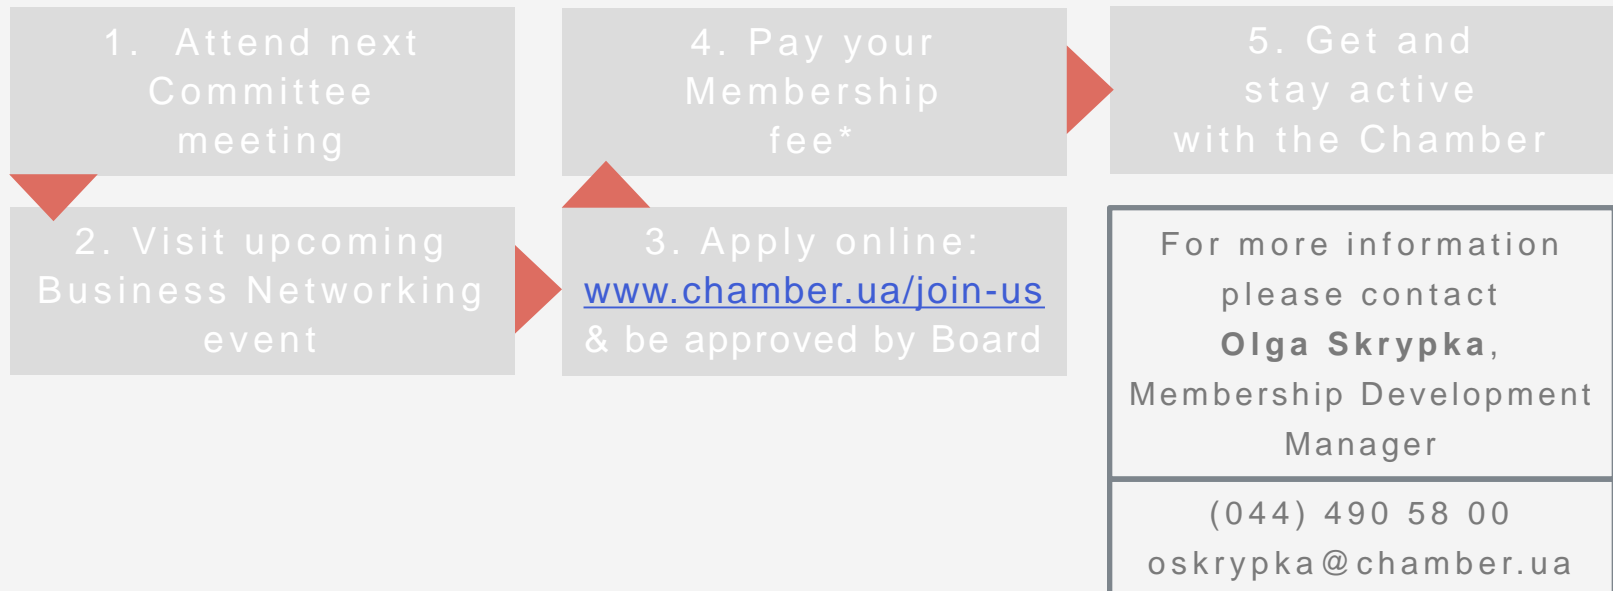 1. Attend next
Committee
meeting
2. Visit upcoming
Business Networking
event
3. Apply online:
www.chamber.ua/join-us
& be approved by Board
4. Pay your
Membership
fee*
5. Get and
stay active
with the Chamber
For more information
please contact
Olga Skrypka,
Membership Development
Manager
(044) 490 58 00
oskrypka@chamber.ua